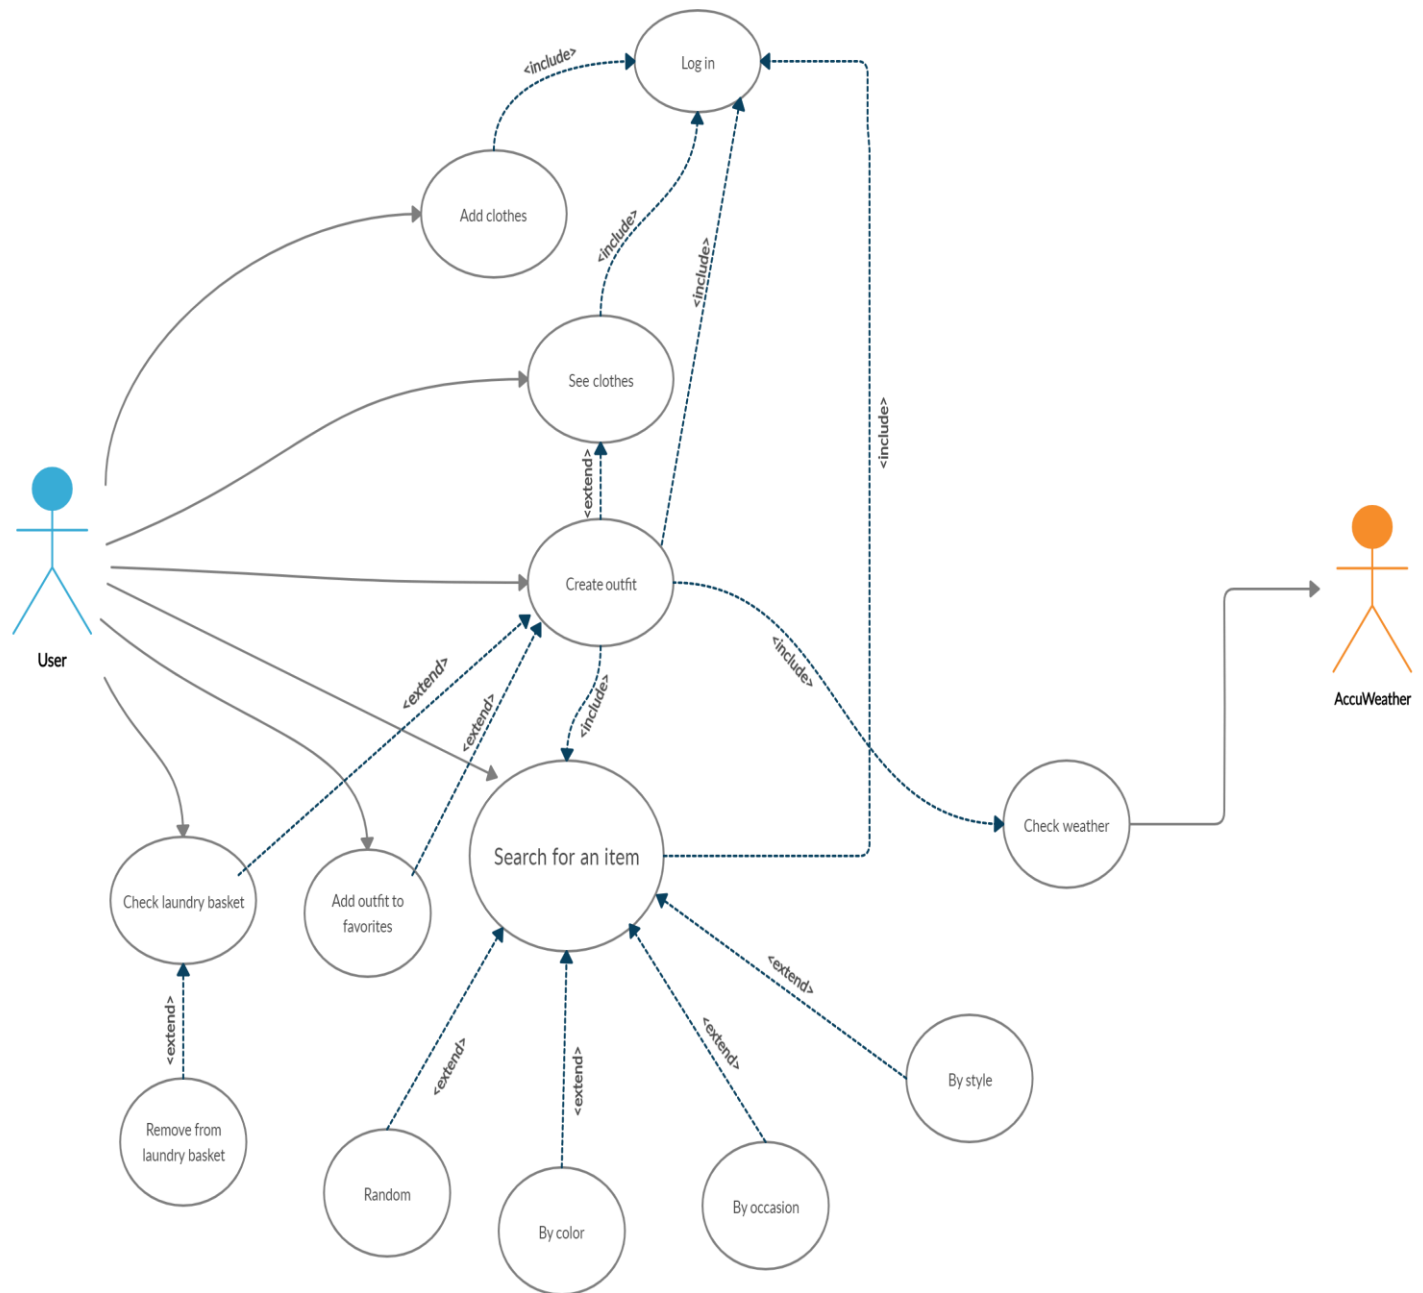 <include>
Log in
Add clothes
<include>
<include>
See clothes
<include>
<extend>
Create outfit
User
<include>
AccuWeather
<extend>
<extend>
<include>
Check weather
Search for an item
Check laundry basket
Add outfit to
favorites
<extend>
<extend>
<extend>
<extend>
<extend>
By style
Remove from
laundry basket
Random
By color
By occasion